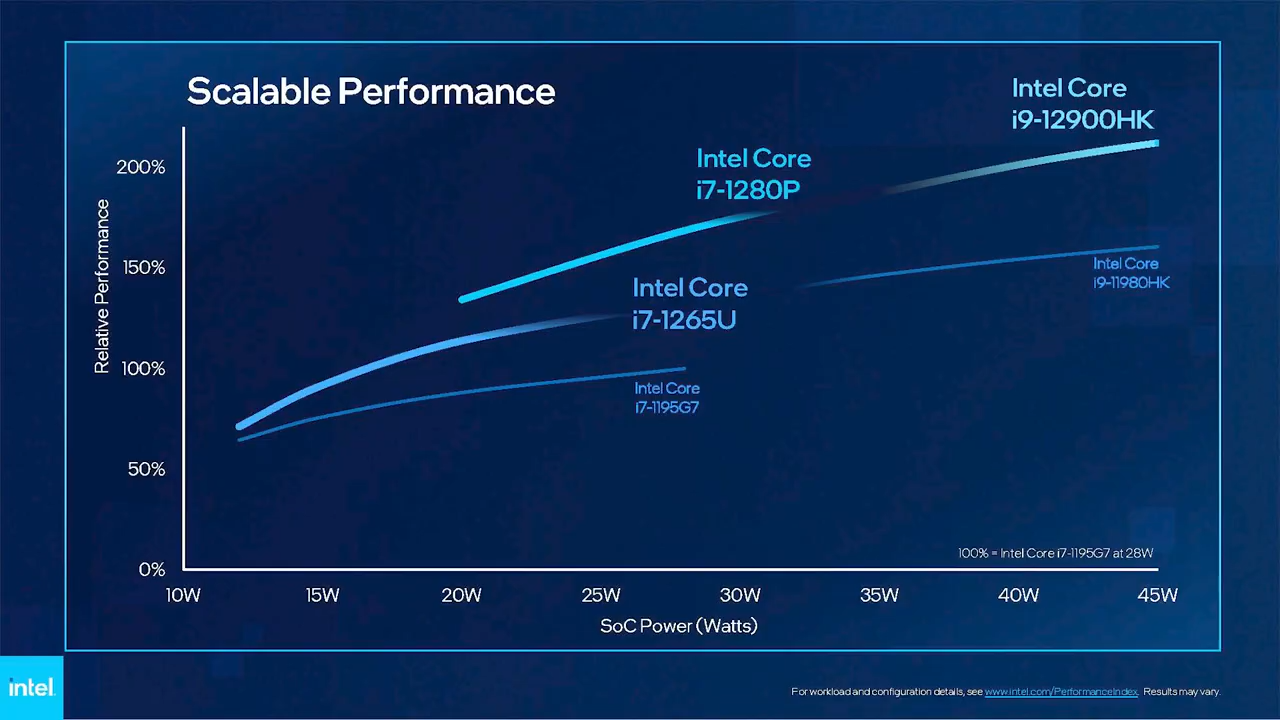 Scalable Performance
Intel Core
i9-12900HK
Intel Core
i7-1280P
200%
Relative Performance
150%
Intel Core
i9-11980HK
Intel Core
i7-1265U
100%
Intel Core
i7-1195G7
50%
100% = Intel Core i7-1195G7 at 28W
0%
10W 15W 20W 25W 30W 35W 40W 45W
SoC Power (Watts)
intel.
For workload and configuration details, see www.intel.com/PerformanceIndex. Results may vary.